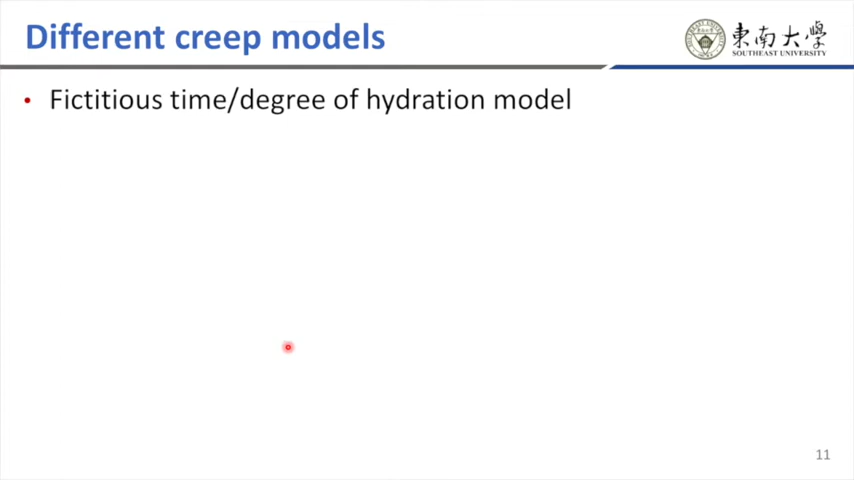 Different creep models
東南大學
SOUTHEAST UNIVERSITY
• Fictitious time/degree of hydration model
11